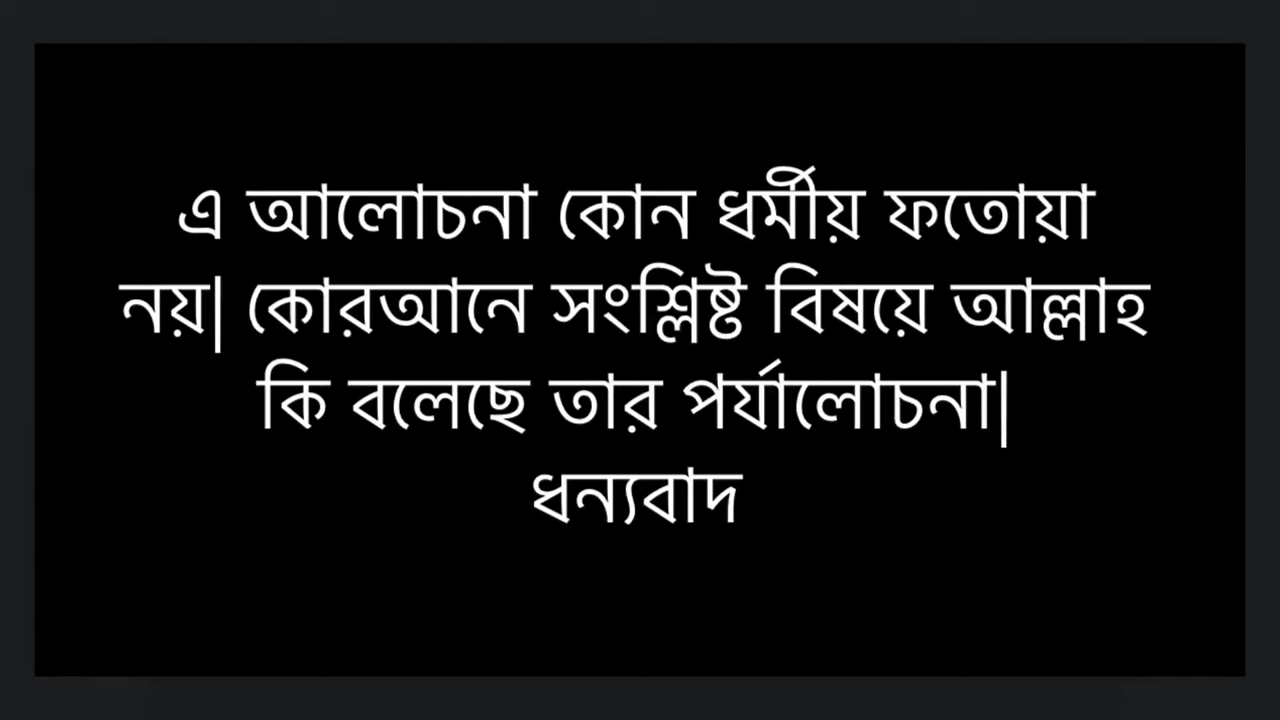 এ আলোচনা কোন ধর্মীয় ফতোয়া
নয়| কোরআনে সংশ্লিষ্ট বিষয়ে আল্লাহ
কি বলেছে তার পর্যালোচনা|
ধন্যবাদ